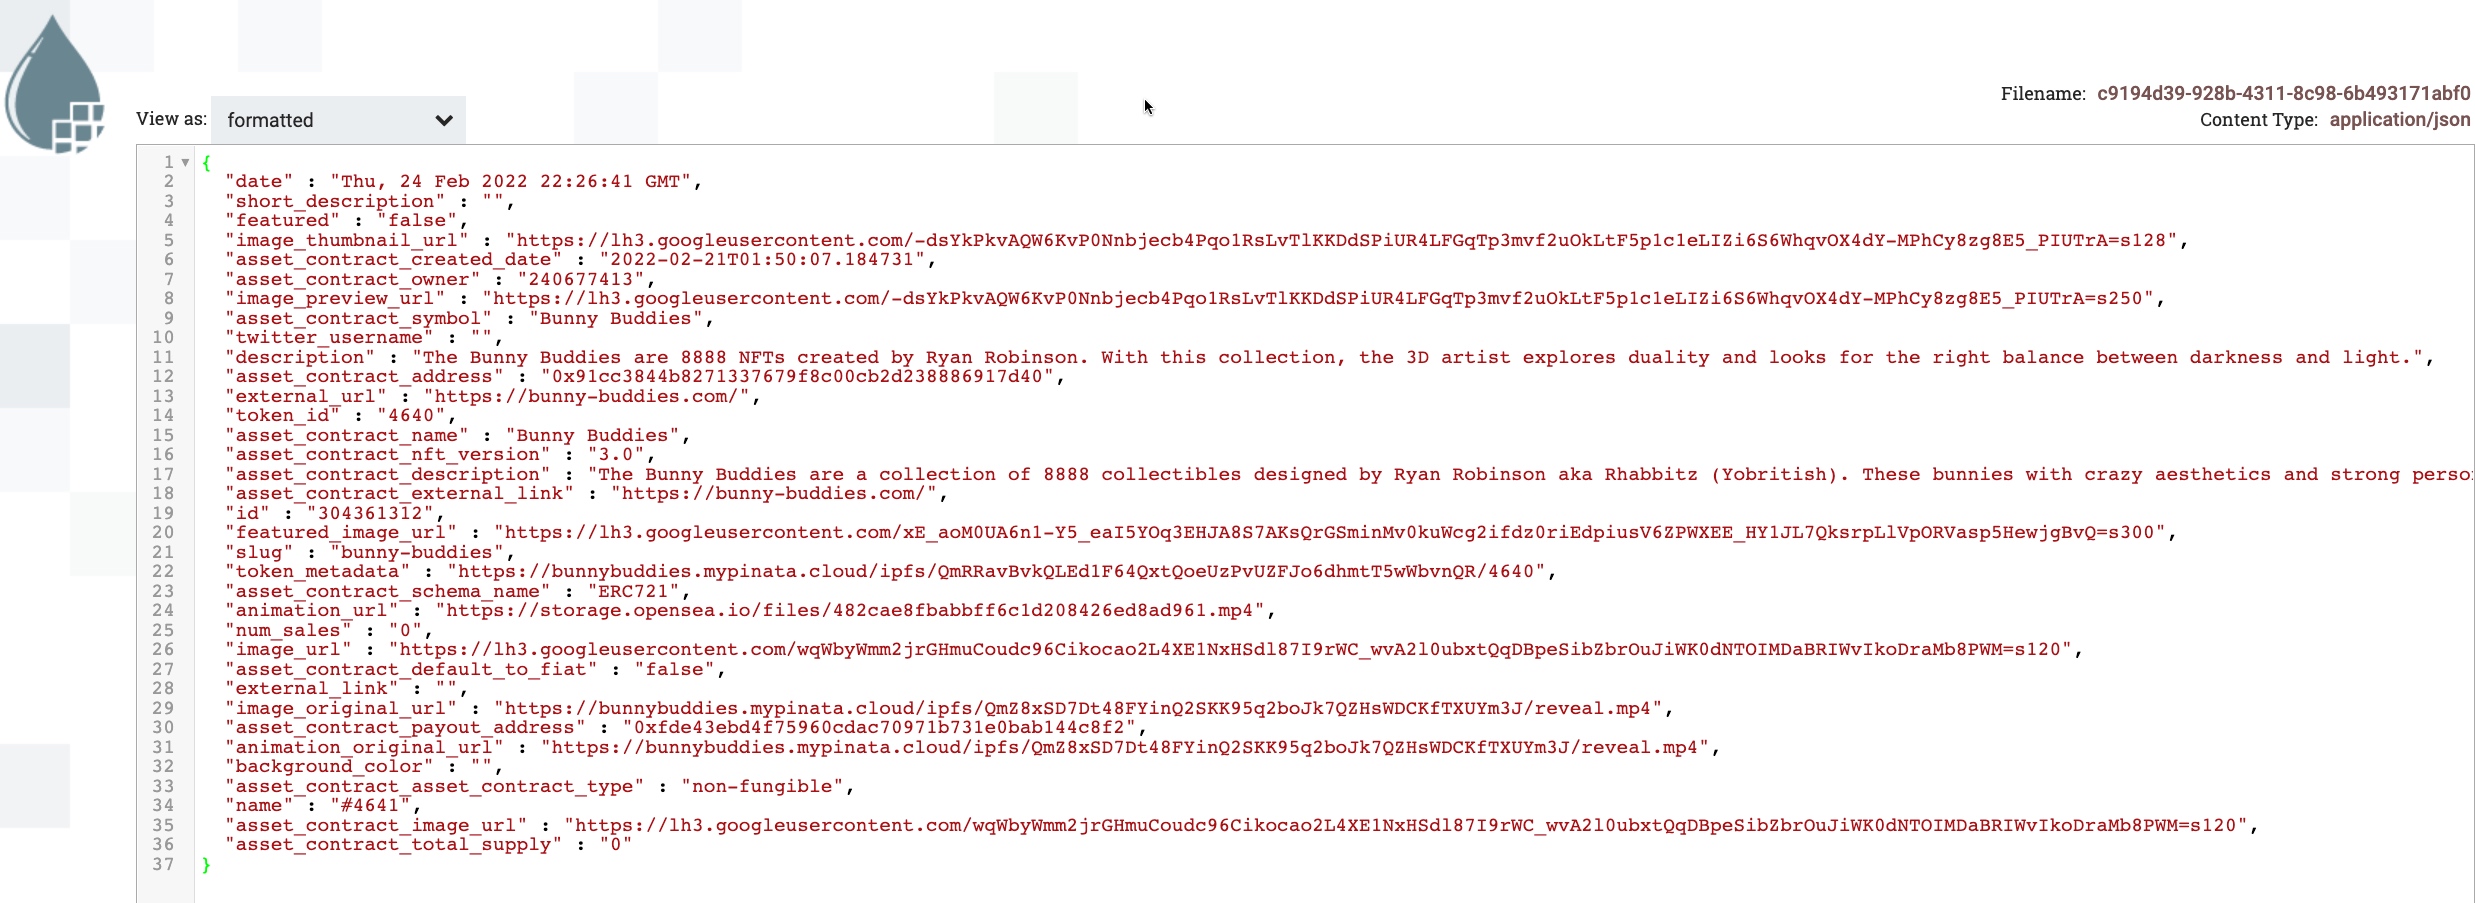 Filename: c9194d39-928b-4311-8c98-6b493171abf0
View as: formatted
Content Type: application/json
1 {
2 "date" : "Thu, 24 Feb 2022 22:26:41 GMT",
3 "short_description" : "",
4 "featured" : "false",
5 "image_thumbnail_url" : "https://lh3.googleusercontent.com/-dsYkPkvAQW6KvP0Nnbjecb4Pqo1RsLvTlKKDdSPiUR4LFGqTp3mvf2uOkLtF5p1c1eLIZi6S6WhqvOX4dY-MPhCy8zg8E5_PIUTrA=s128",
6 "asset_contract_created_date" : "2022-02-21T01:50:07.184731",
7 "asset_contract_owner" : "240677413",
8 "image_preview_url" : "https://lh3.googleusercontent.com/-dsYkPkvAQW6KvP0Nnbjecb4Pqo1RsLvTlKKDdSPiUR4LFGqTp3mvf2uOkLtF5p1c1eLIZi6S6WhqvOX4dY-MPhCy8zg8E5_PIUTrA=s250",
9 "asset_contract_symbol" : "Bunny Buddies",
10 "twitter_username" : "",
11 "description" : "The Bunny Buddies are 8888 NFTs created by Ryan Robinson. With this collection, the 3D artist explores duality and looks for the right balance between darkness and light.",
12 "asset_contract_address" : "0x91cc3844b8271337679f8c00cb2d238886917d40",
13 "external_url" : "https://bunny-buddies.com/",
14 "token_id" : "4640",
15 "asset_contract_name" : "Bunny Buddies",
16 "asset_contract_nft_version" : "3.0",
17 "asset_contract_description" : "The Bunny Buddies are a collection of 8888 collectibles designed by Ryan Robinson aka Rhabbitz (Yobritish). These bunnies with crazy aesthetics and strong perso
18 "asset_contract_external_link" : "https://bunny-buddies.com/",
19 "id" : "304361312",
20 "featured_image_url" : "https://lh3.googleusercontent.com/xE_aoM0UA6n1-Y5_eaI5YOq3EHJA8S7AKsQrGSminMv0kuWcg2ifdz0riEdpiusV6ZPWXEE_HY1JL7QksrpLlVpORVasp5HewjgBvQ=s300",
21 "slug" : "bunny-buddies",
22 "token_metadata" : "https://bunnybuddies.mypinata.cloud/ipfs/QmRRavBvkQLEd1F64QxtQoeUzPvUZFJo6dhmtT5wWbvnQR/4640",
23 "asset_contract_schema_name" : "ERC721",
24 "animation_url" : "https://storage.opensea.io/files/482cae8fbabbff6c1d208426ed8ad961.mp4",
25 "num_sales" : "0",
26 "image_url" : "https://lh3.googleusercontent.com/wqWbyWmm2jrGHmuCoudc96Cikocao2L4XE1NxHSdl87I9rWC_wvA2l0ubxtQqDBpeSibZbrOuJiWK0dNTOIMDaBRIWvIkoDraMb8PWM=s120",
27 "asset_contract_default_to_fiat" : "false",
28 "external_link" : "",
29 "image_original_url" : "https://bunnybuddies.mypinata.cloud/ipfs/QmZ8xSD7Dt48FYinQ2SKK95q2boJk7QZHsWDCKfTXUYm3J/reveal.mp4",
30 "asset_contract_payout_address" : "0xfde43ebd4f75960cdac70971b731e0bab144c8f2",
31 "animation_original_url" : "https://bunnybuddies.mypinata.cloud/ipfs/QmZ8xSD7Dt48FYinQ2SKK95q2boJk7QZHsWDCKfTXUYm3J/reveal.mp4",
32 "background_color" : "",
33 "asset_contract_asset_contract_type" : "non-fungible",
34 "name" : "#4641",
35 "asset_contract_image_url" : "https://lh3.googleusercontent.com/wqWbyWmm2jrGHmuCoudc96Cikocao2L4XE1NxHSdl87I9rWC_wvA2l0ubxtQqDBpeSibZbrOuJiWK0dNTOIMDaBRIWvIkoDraMb8PWM=s120",
36 "asset_contract_total_supply" : "0"
37 }